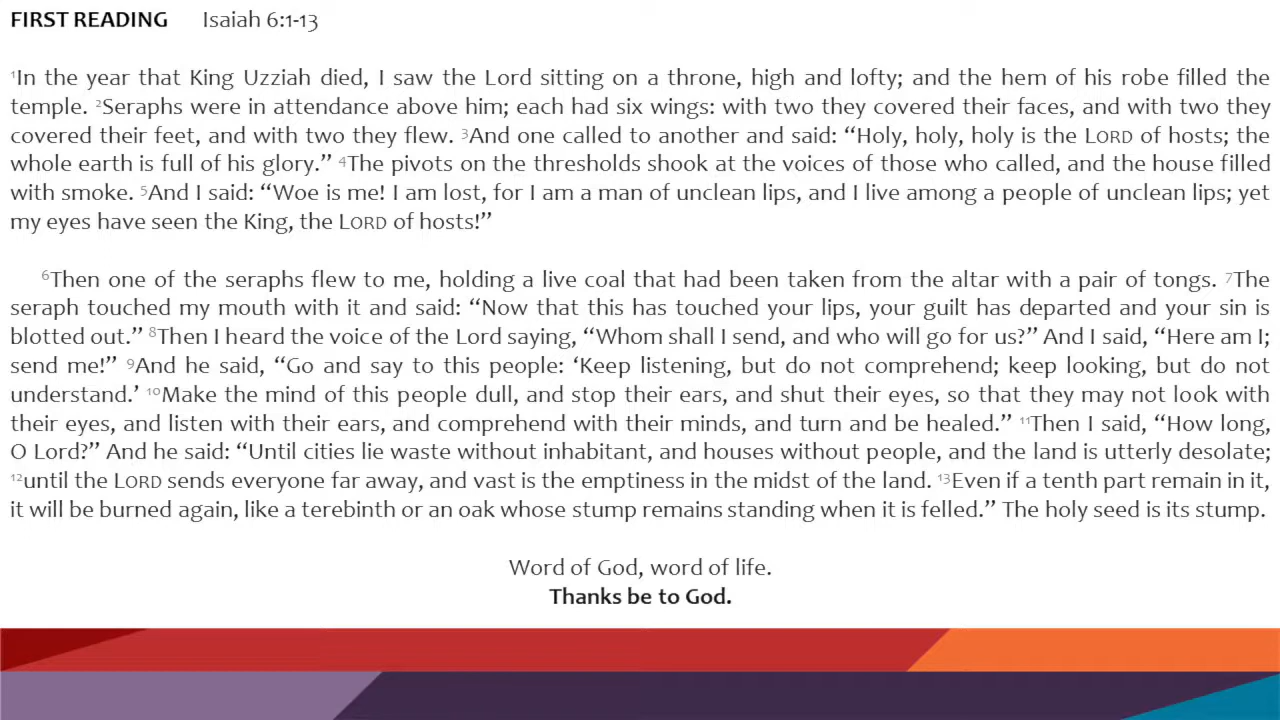 FIRST READING Isaiah 6:1-13
¹In the year that King Uzziah died, I saw the Lord sitting on a throne, high and lofty; and the hem of his robe filled the
temple. ²Seraphs were in attendance above him; each had six wings: with two they covered their faces, and with two they
covered their feet, and with two they flew. ³And one called to another and said: “Holy, holy, holy is the LORD of hosts; the
whole earth is full of his glory.” ⁴The pivots on the thresholds shook at the voices of those who called, and the house filled
with smoke. ⁵And I said: “Woe is me! I am lost, for I am a man of unclean lips, and I live among a people of unclean lips; yet
my eyes have seen the King, the LORD of hosts!”
⁶Then one of the seraphs flew to me, holding a live coal that had been taken from the altar with a pair of tongs. ⁷The
seraph touched my mouth with it and said: “Now that this has touched your lips, your guilt has departed and your sin is
blotted out.” ⁸Then I heard the voice of the Lord saying, “Whom shall I send, and who will go for us?” And I said, “Here am I;
send me!” ⁹And he said, “Go and say to this people: ‘Keep listening, but do not comprehend; keep looking, but do not
understand.’ ¹⁰Make the mind of this people dull, and stop their ears, and shut their eyes, so that they may not look with
their eyes, and listen with their ears, and comprehend with their minds, and turn and be healed.” ¹¹Then I said, “How long,
O Lord?” And he said: “Until cities lie waste without inhabitant, and houses without people, and the land is utterly desolate;
¹²until the LORD sends everyone far away, and vast is the emptiness in the midst of the land. ¹³Even if a tenth part remain in it,
it will be burned again, like a terebinth or an oak whose stump remains standing when it is felled.” The holy seed is its stump.
Word of God, word of life.
Thanks be to God.